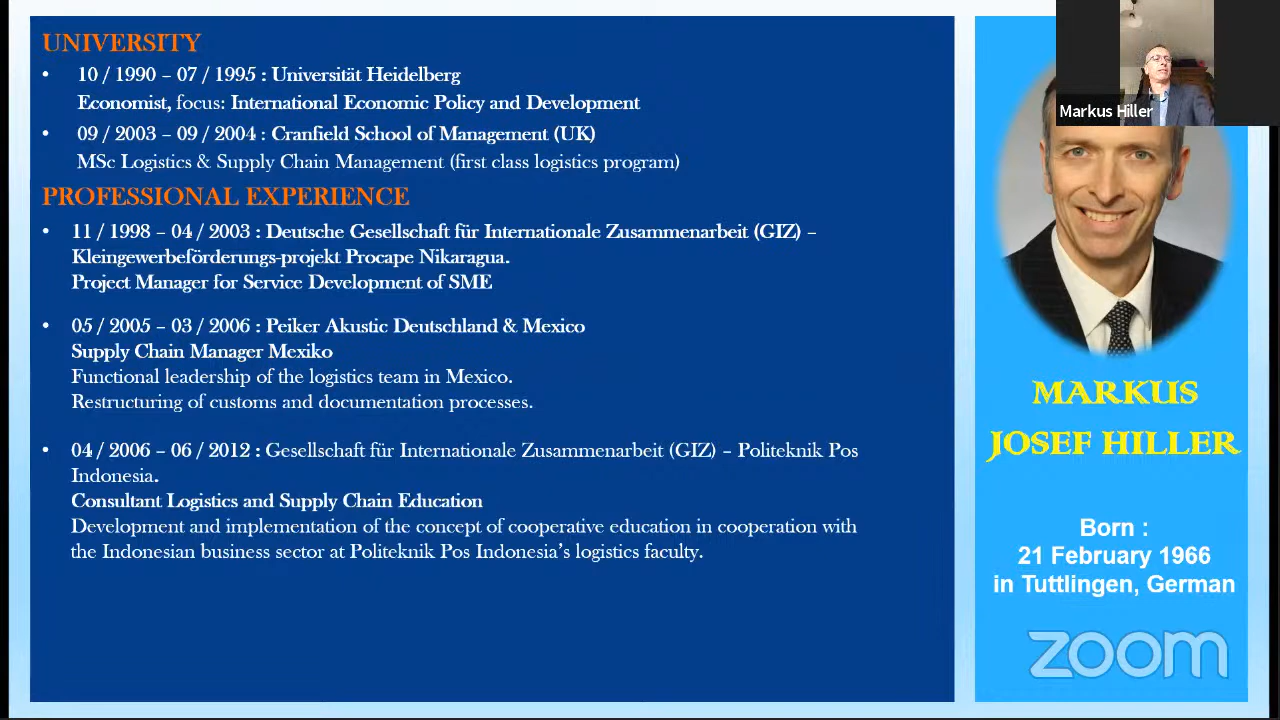 UNIVERSITY
• 10 / 1990 – 07 / 1995 : Universität Heidelberg
Economist, focus: International Economic Policy and Development
• 09 / 2003 – 09 / 2004 : Cranfield School of Management (UK)
MSc Logistics & Supply Chain Management (first class logistics program)
PROFESSIONAL EXPERIENCE
• 11 / 1998 – 04 / 2003 : Deutsche Gesellschaft für Internationale Zusammenarbeit (GIZ) –
Kleingewerbeförderungs-projekt Procape Nikaragua.
Project Manager for Service Development of SME
• 05 / 2005 – 03 / 2006 : Peiker Akustic Deutschland & Mexico
Supply Chain Manager Mexiko
Functional leadership of the logistics team in Mexico.
Restructuring of customs and documentation processes.
• 04 / 2006 – 06 / 2012 : Gesellschaft für Internationale Zusammenarbeit (GIZ) – Politeknik Pos
Indonesia.
Consultant Logistics and Supply Chain Education
Development and implementation of the concept of cooperative education in cooperation with
the Indonesian business sector at Politeknik Pos Indonesia's logistics faculty.
Markus Hiller
MARKUS
JOSEF HILLER
Born :
21 February 1966
in Tuttlingen, German
zoom